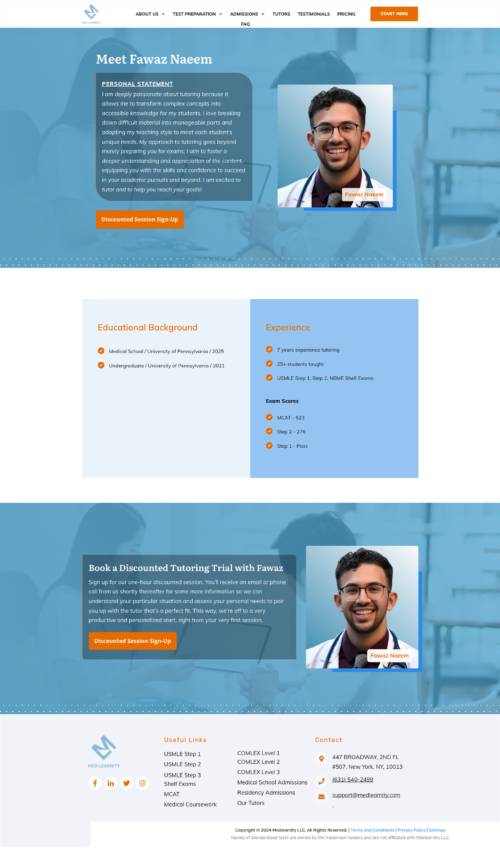 ABOUT US TEST PREPARATION ADMISSIONS TUTORS TESTIMONIALS PRICING
FAQ
START HERE
MED LEARNITY
Meet Fawaz Naeem
PERSONAL STATEMENT
I am deeply passionate about tutoring because it
allows me to transform complex concepts into
accessible knowledge for my students. I love breaking
down difficult material into manageable parts and
adapting my teaching style to meet each student's
unique needs. My approach to tutoring goes beyond
merely preparing you for exams; I aim to foster a
deeper understanding and appreciation of the content,
equipping you with the skills and confidence to succeed
in your academic pursuits and beyond. I am excited to
tutor and to help you reach your goals!
Fawaz Naeem
Discounted Session Sign-Up
Educational Background
Medical School / University of Pennsylvania / 2025
Undergraduate / University of Pennsylvania / 2021
Experience
7 years experience tutoring
25+ students taught
USMLE Step 1, Step 2, NBME Shelf Exams
Exam Scores
MCAT - 523
Step 2 - 276
Step 1 - Pass
Book a Discounted Tutoring Trial with Fawaz
Sign up for our one-hour discounted session. You'll receive an email or phone
call from us shortly thereafter for some more information so we can
understand your particular situation and assess your personal needs to pair
you up with the tutor that's a perfect fit. This way, we're off to a very
productive and personalized start, right from your very first session.
Discounted Session Sign-Up
Fawaz Naeem
MED LEARNITY
Useful Links
USMLE Step 1
USMLE Step 2
USMLE Step 3
Shelf Exams
MCAT
Medical Coursework
COMLEX Level 1
COMLEX Level 2
COMLEX Level 3
Medical School Admissions
Residency Admissions
Our Tutors
Contact
447 BROADWAY, 2ND FL
#507, New York, NY, 10013
(631) 540-2499
support@medlearnity.com
.
Copyright © 2024 Medlearnity LLC, All Rights Reserved. | Terms and Conditions | Privacy Policy | Sitemap
Names of standardized tests are owned by the trademark holders and are not affiliated with Medlearnity LLC.